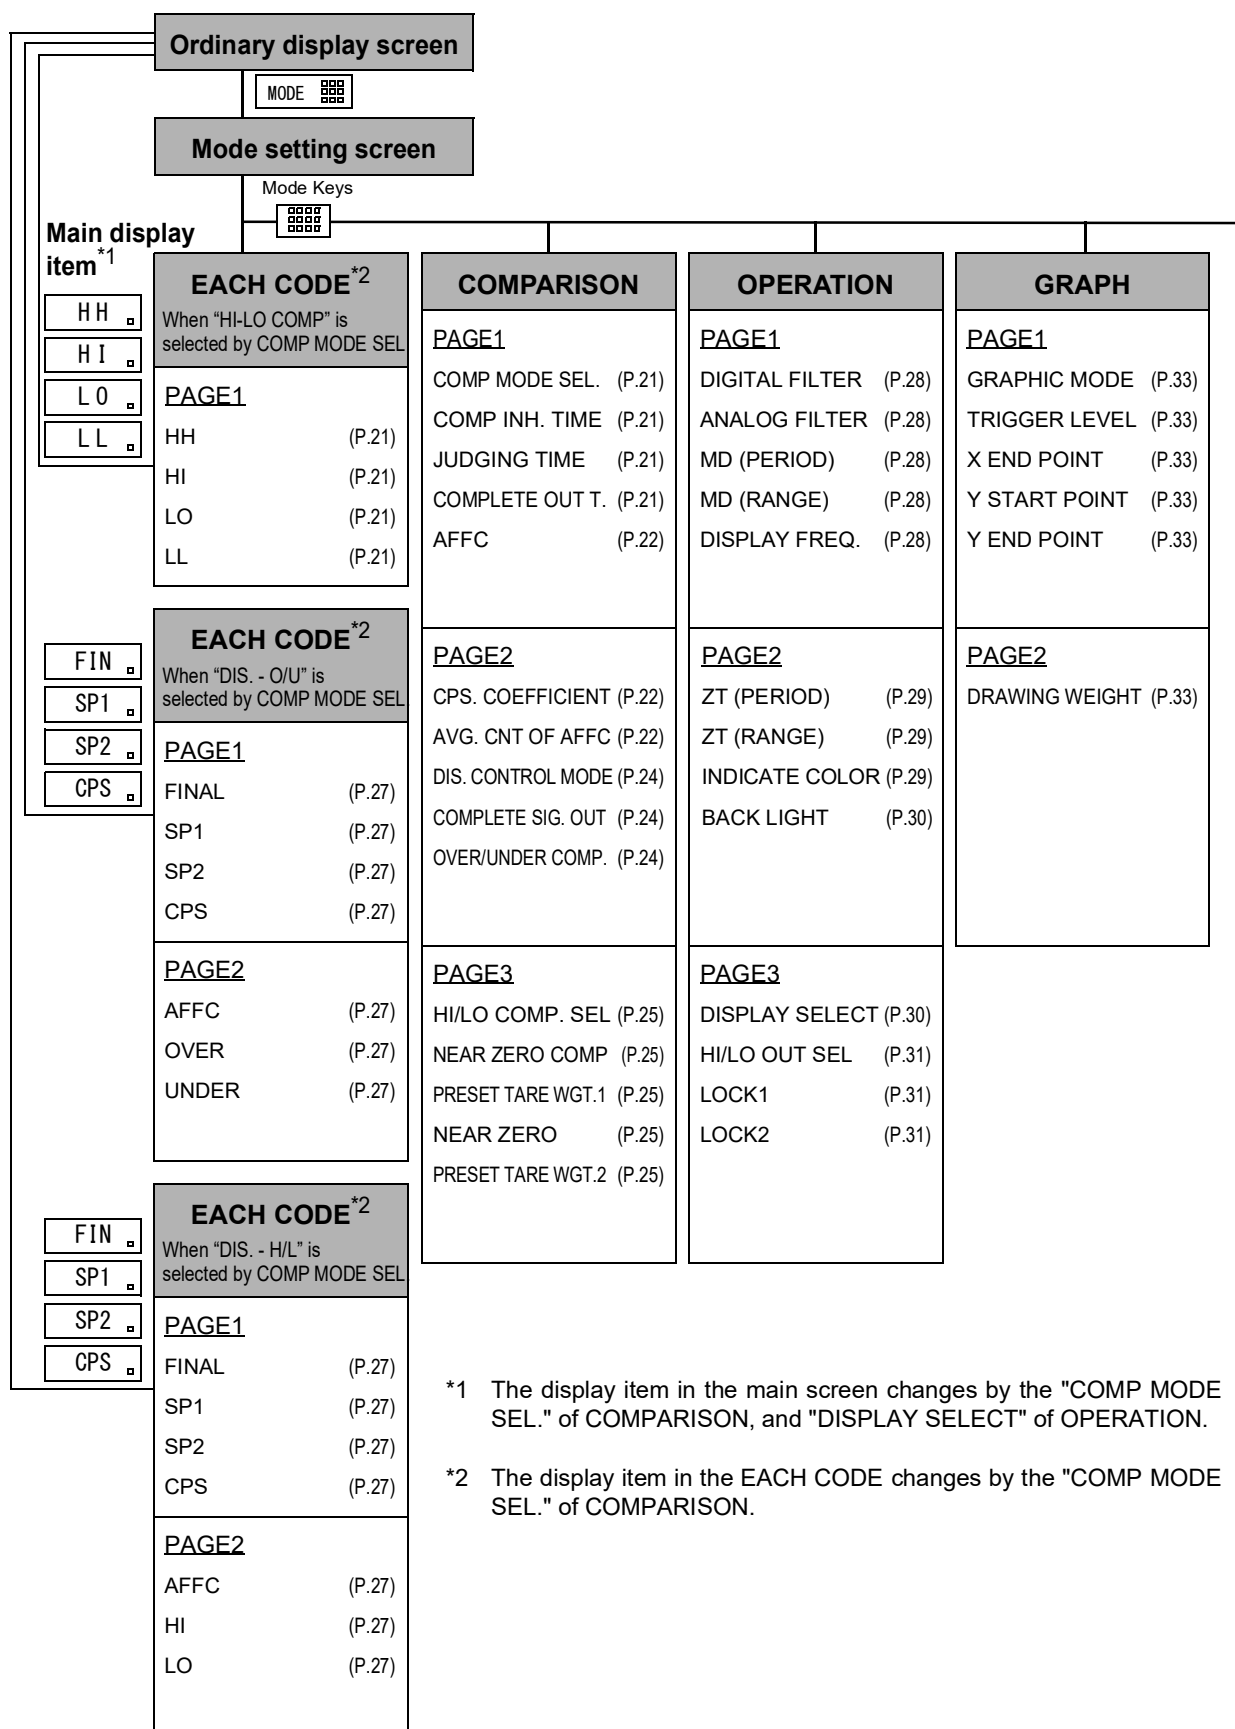 Ordinary display screen
MODE
Mode setting screen
Mode Keys
Main display
item*1
HH
HI
LO
LL
EACH CODE*2
When “HI-LO COMP” is
selected by COMP MODE SEL
PAGE1
HH (P.21)
HI (P.21)
LO (P.21)
LL (P.21)
FIN
SP1
SP2
CPS
EACH CODE*2
When “DIS. - O/U” is
selected by COMP MODE SEL
PAGE1
FINAL (P.27)
SP1 (P.27)
SP2 (P.27)
CPS (P.27)
PAGE2
AFFC (P.27)
OVER (P.27)
UNDER (P.27)
FIN
SP1
SP2
CPS
EACH CODE*2
When “DIS. - H/L” is
selected by COMP MODE SEL
PAGE1
FINAL (P.27)
SP1 (P.27)
SP2 (P.27)
CPS (P.27)
PAGE2
AFFC (P.27)
HI (P.27)
LO (P.27)
COMPARISON
PAGE1
COMP MODE SEL. (P.21)
COMP INH. TIME (P.21)
JUDGING TIME (P.21)
COMPLETE OUT T. (P.21)
AFFC (P.22)
PAGE2
CPS. COEFFICIENT (P.22)
AVG. CNT OF AFFC (P.22)
DIS. CONTROL MODE (P.24)
COMPLETE SIG. OUT (P.24)
OVER/UNDER COMP. (P.24)
PAGE3
HI/LO COMP. SEL (P.25)
NEAR ZERO COMP (P.25)
PRESET TARE WGT.1 (P.25)
NEAR ZERO (P.25)
PRESET TARE WGT.2 (P.25)
OPERATION
PAGE1
DIGITAL FILTER (P.28)
ANALOG FILTER (P.28)
MD (PERIOD) (P.28)
MD (RANGE) (P.28)
DISPLAY FREQ. (P.28)
PAGE2
ZT (PERIOD) (P.29)
ZT (RANGE) (P.29)
INDICATE COLOR (P.29)
BACK LIGHT (P.30)
PAGE3
DISPLAY SELECT (P.30)
HI/LO OUT SEL (P.31)
LOCK1 (P.31)
LOCK2 (P.31)
GRAPH
PAGE1
GRAPHIC MODE (P.33)
TRIGGER LEVEL (P.33)
X END POINT (P.33)
Y START POINT (P.33)
Y END POINT (P.33)
PAGE2
DRAWING WEIGHT (P.33)
*1 The display item in the main screen changes by the "COMP MODE
SEL." of COMPARISON, and "DISPLAY SELECT" of OPERATION.
*2 The display item in the EACH CODE changes by the "COMP MODE
SEL." of COMPARISON.